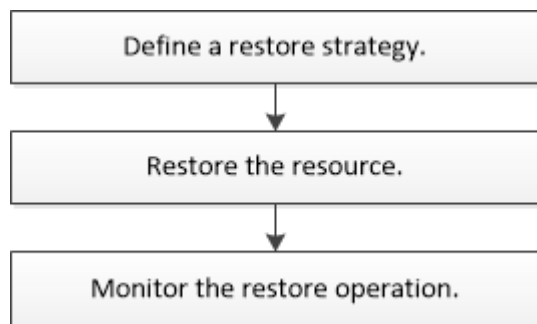 Define a restore strategy.
Restore the resource.
Monitor the restore operation.